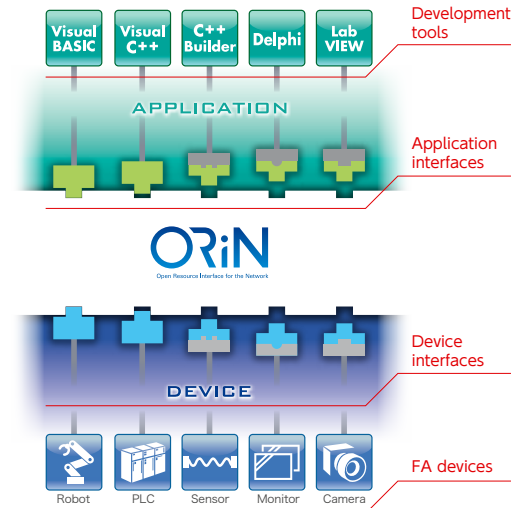 Visual
BASIC
Visual
C++
C++
Builder
Delphi
Lab
VIEW
Development
tools
APPLICATION
Application
interfaces
ORiN
Open Resource Interface for the Network
Device
interfaces
DEVICE
FA devices
Robot
PLC
Sensor
Monitor
Camera